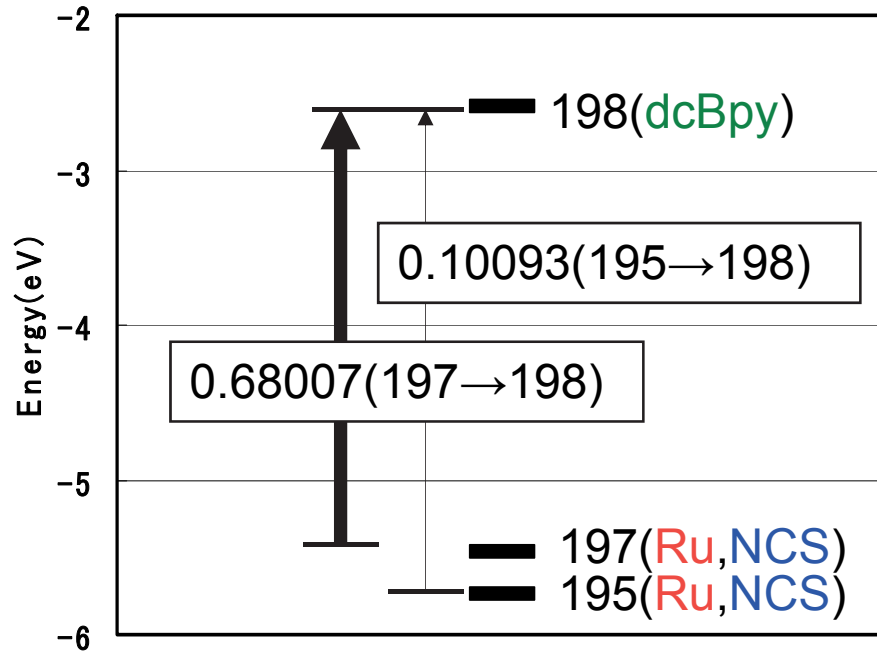 -2
198(dcBpy)
-3
0.10093(195→198)
Energy(eV)
-4
0.68007(197→198)
-5
197(Ru,NCS)
195(Ru,NCS)
-6